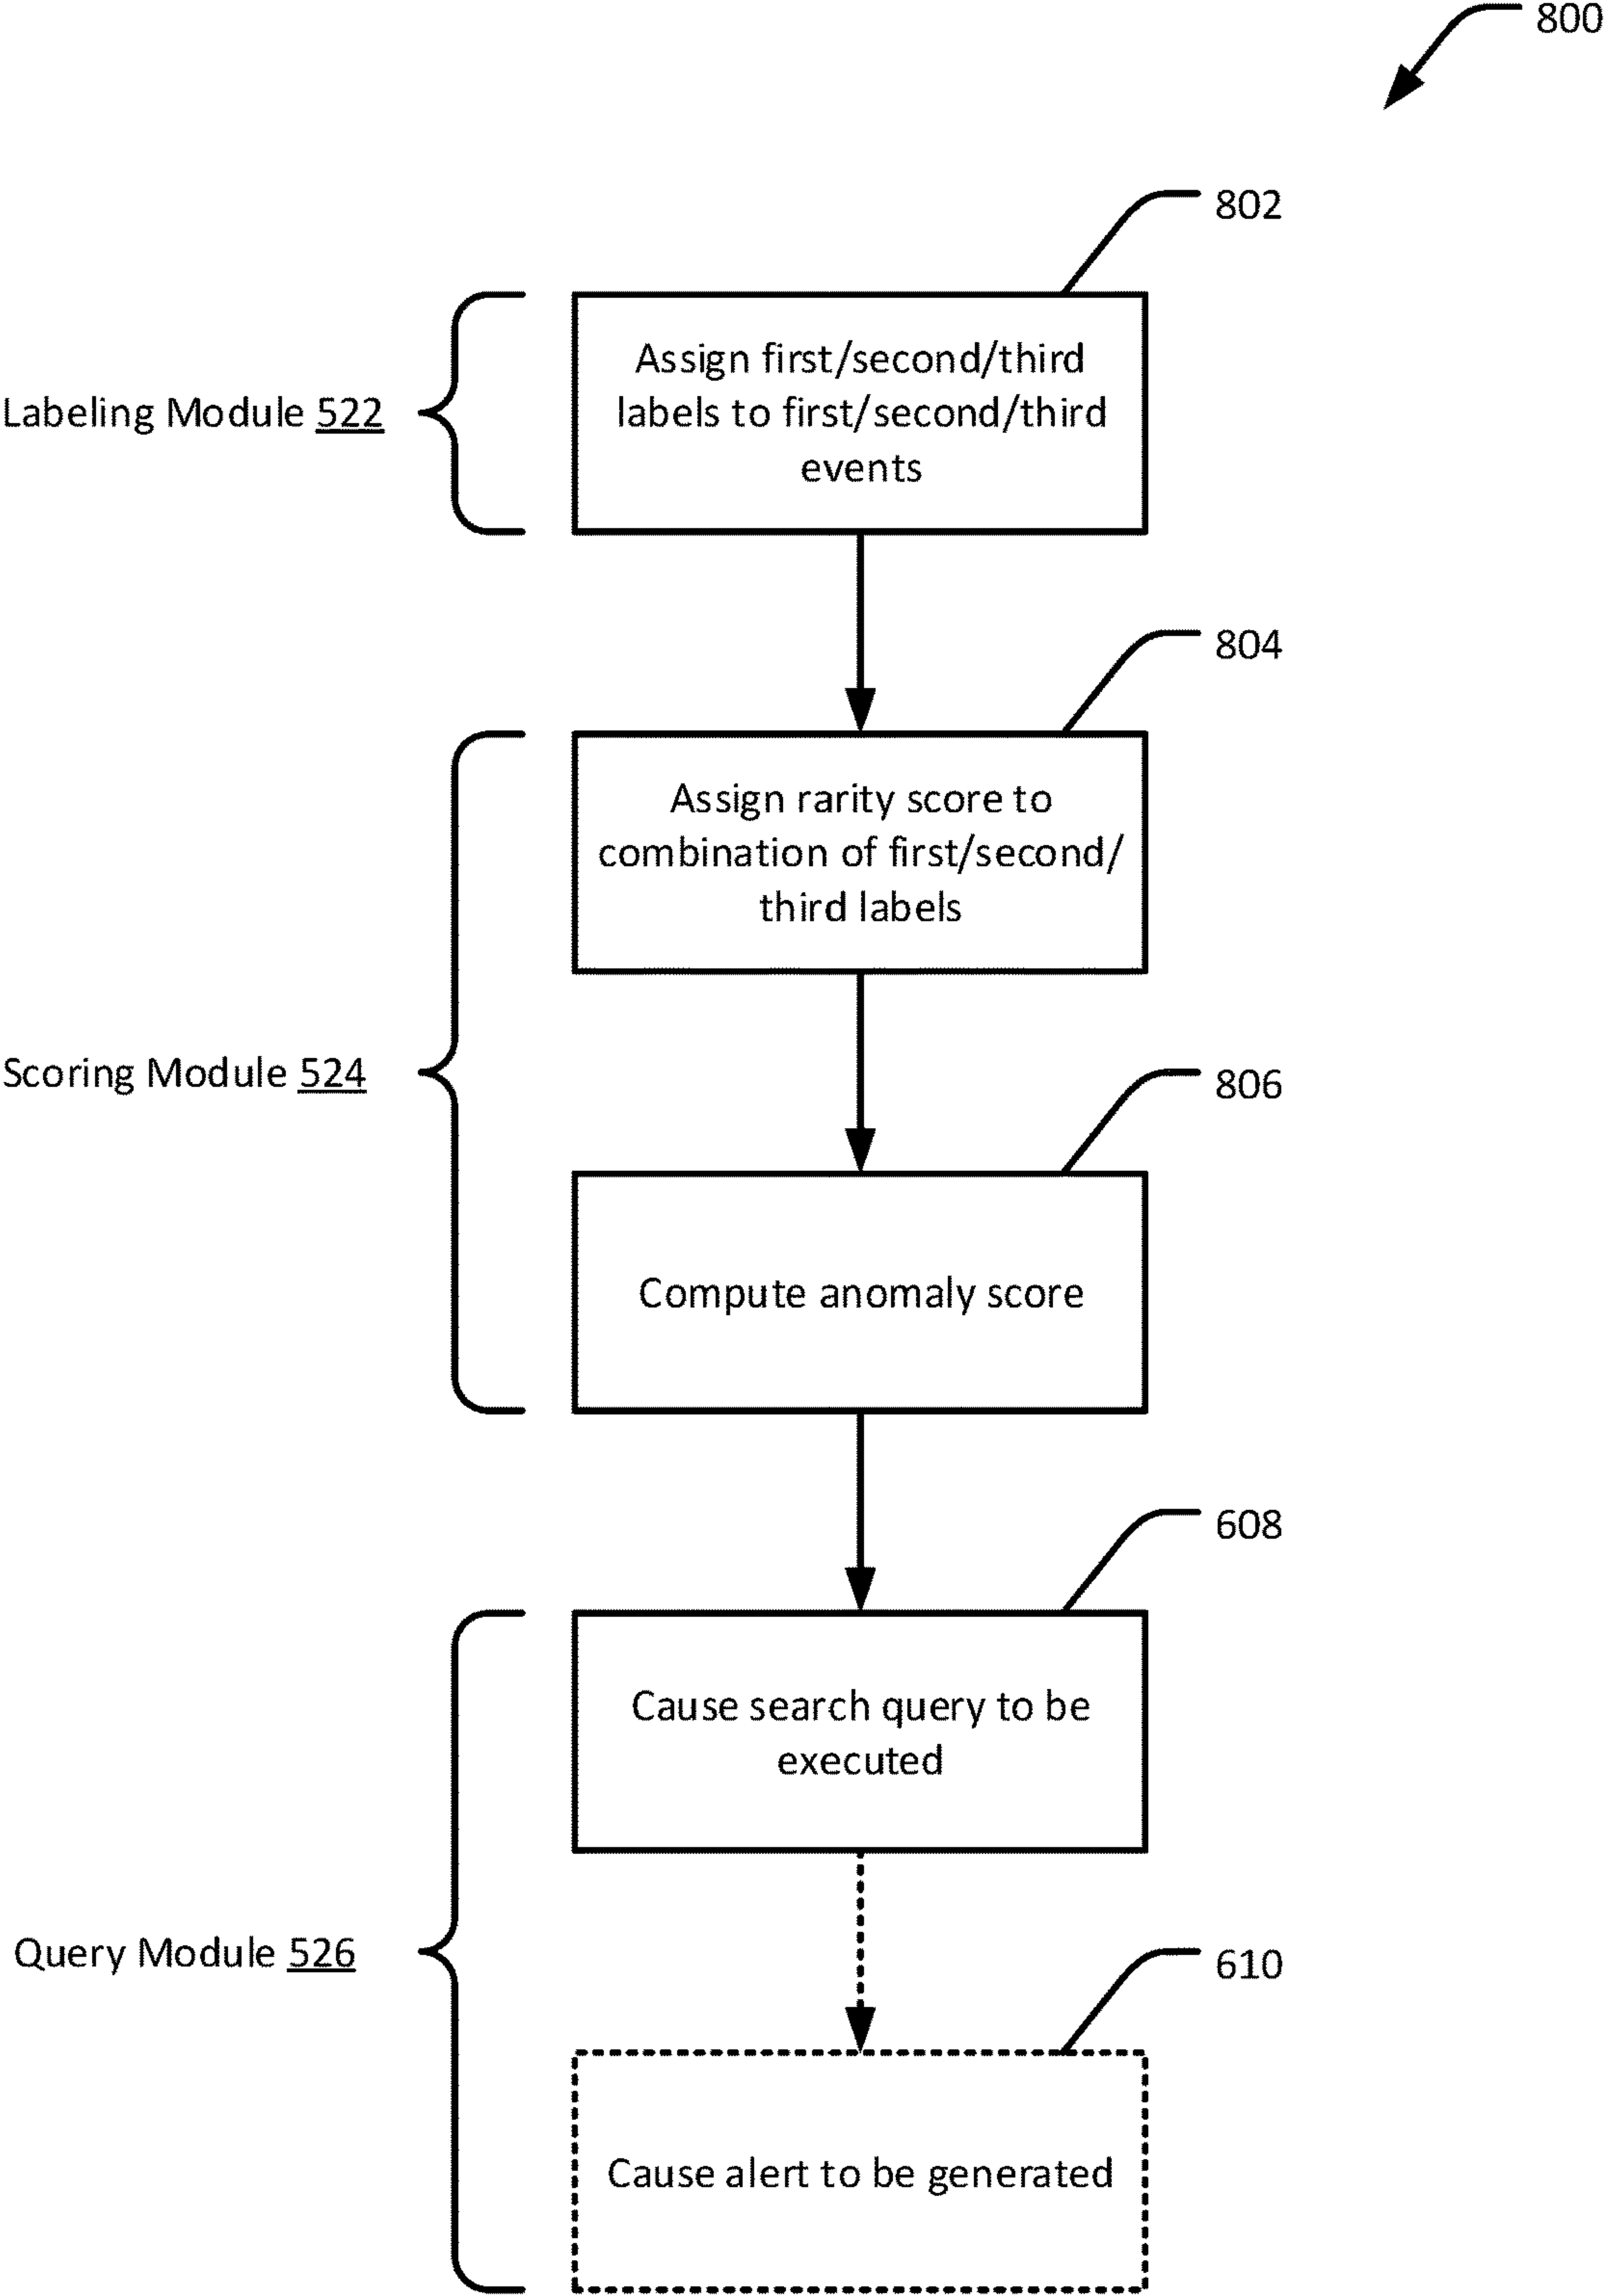 800
802
Assign first/second/third
labels to first/second/third
events
Labeling Module 522
804
Assign rarity score to
combination of first/second/
third labels
Scoring Module 524
806
Compute anomaly score
608
Cause search query to be
executed
Query Module 526
610
Cause alert to be generated